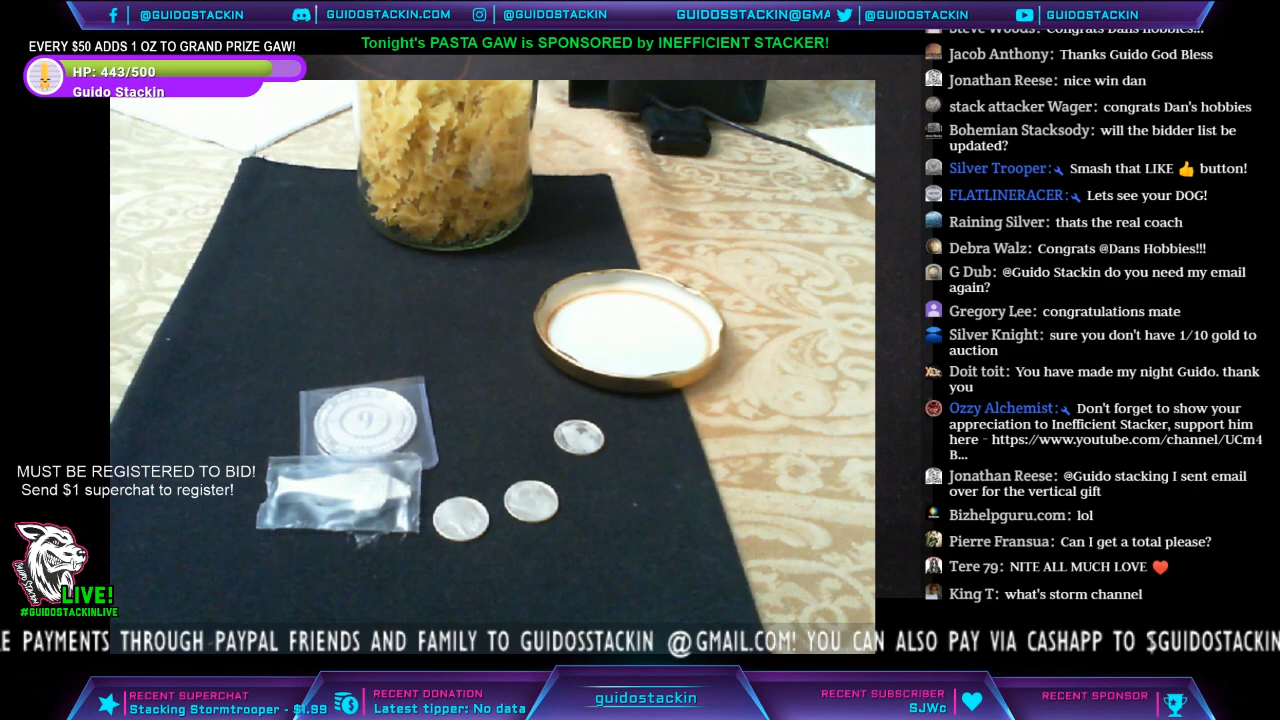 @GUIDOSTACKIN
GUIDOSTACKIN.COM
@GUIDOSTACKIN
GUIDOSSTACKIN@GMA
@GUIDOSTACKIN
GUIDOSTACKIN
EVERY $50 ADDS 1 OZ TO GRAND PRIZE GAW!
HP: 443/500
Guido Stackin
Tonight's PASTA GAW is SPONSORED by INEFFICIENT STACKER!
Steve Woods: Congrats Dan's hobbies...
Jacob Anthony: Thanks Guido God Bless
Jonathan Reese: nice win dan
stack attacker Wager: congrats Dan's hobbies
Bohemian Stacksody: will the bidder list be
updated?
Silver Trooper: Smash that LIKE 👍 button!
FLATLINERACER: Lets see your DOG!
Raining Silver: thats the real coach
Debra Walz: Congrats @Dans Hobbies!!!
G Dub: @Guido Stackin do you need my email
again?
Gregory Lee: congratulations mate
Silver Knight: sure you don't have 1/10 gold to
auction
Doit toit: You have made my night Guido. thank
you
Ozzy Alchemist: Don't forget to show your
appreciation to Inefficient Stacker, support him
here - https://www.youtube.com/channel/UCm4
B...
Jonathan Reese: @Guido stacking I sent email
over for the vertical gift
Bizhelpguru.com: lol
Pierre Fransua: Can I get a total please?
Tere 79: NITE ALL MUCH LOVE ♥
King T: what's storm channel
9
MUST BE REGISTERED TO BID!
Send $1 superchat to register!
GUIDO STACKIN
LIVE!
#GUIDOSTACKINLIVE
E PAYMENTS THROUGH PAYPAL FRIENDS AND FAMILY TO GUIDOSSTACKIN @GMAIL.COM! YOU CAN ALSO PAY VIA CASHAPP TO $GUIDOSTACKIN
RECENT SUPERCHAT
Stacking Stormtrooper - $1.99
RECENT DONATION
Latest tipper: No data
guidostackin
RECENT SUBSCRIBER
SJWc
RECENT SPONSOR